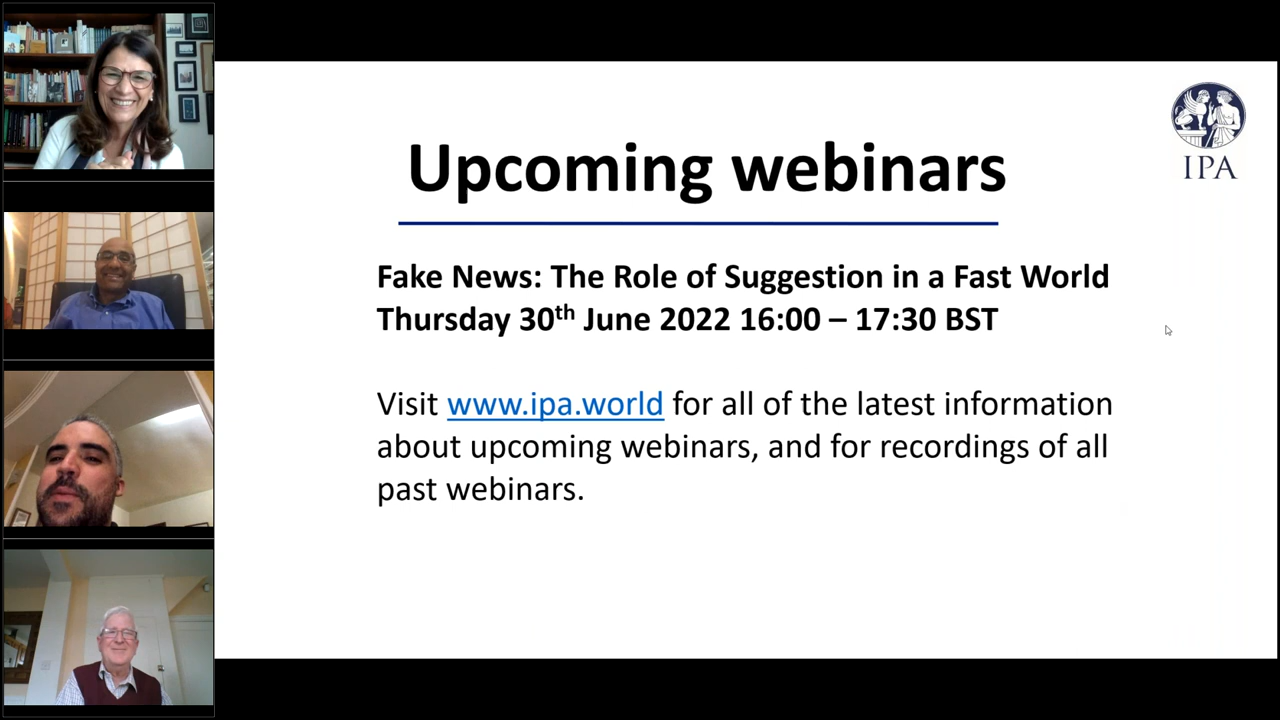 Upcoming webinars
IPA
Fake News: The Role of Suggestion in a Fast World
Thursday 30th June 2022 16:00 – 17:30 BST
Visit www.ipa.world for all of the latest information
about upcoming webinars, and for recordings of all
past webinars.